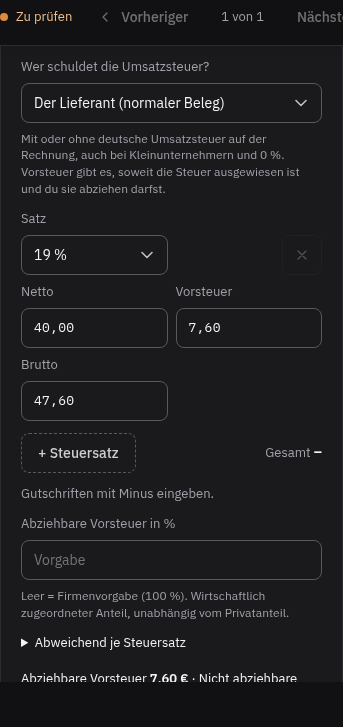 Zu prüfen
Vorheriger
1 von 1
Nächst
Wer schuldet die Umsatzsteuer?
Der Lieferant (normaler Beleg)
Mit oder ohne deutsche Umsatzsteuer auf der
Rechnung, auch bei Kleinunternehmern und 0 %.
Vorsteuer gibt es, soweit die Steuer ausgewiesen ist
und du sie abziehen darfst.
Satz
19 %
Netto
Vorsteuer
40,00
7,60
Brutto
47,60
+ Steuersatz
Gesamt –
Gutschriften mit Minus eingeben.
Abziehbare Vorsteuer in %
Vorgabe
Leer = Firmenvorgabe (100 %). Wirtschaftlich
zugeordneter Anteil, unabhängig vom Privatanteil.
Abweichend je Steuersatz
Abziehbare Vorsteuer 7,60 € · Nicht abziehbare